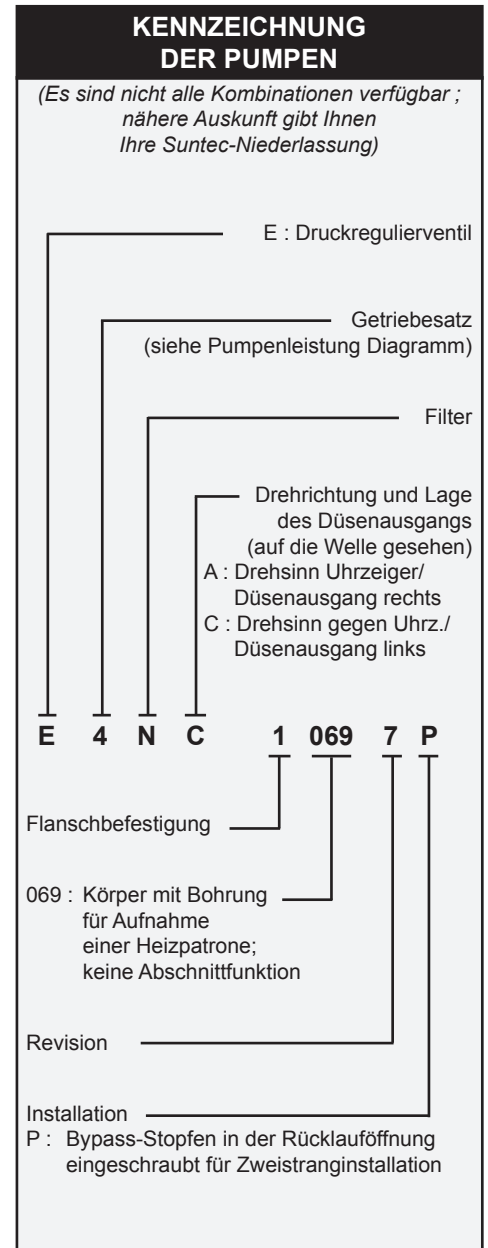 KENNZEICHNUNG
DER PUMPEN
(Es sind nicht alle Kombinationen verfügbar ;
nähere Auskunft gibt Ihnen
Ihre Suntec-Niederlassung)
E : Druckregulierventil
Getriebesatz
(siehe Pumpenleistung Diagramm)
Filter
Drehrichtung und Lage
des Düsenausgangs
(auf die Welle gesehen)
A : Drehsinn Uhrzeiger/
Düsenausgang rechts
C : Drehsinn gegen Uhrz./
Düsenausgang links
E 4 N C 1 069 7 P
Flanschbefestigung
069 : Körper mit Bohrung
für Aufnahme
einer Heizpatrone;
keine Abschnittfunktion
Revision
Installation
P : Bypass-Stopfen in der Rücklauföffnung
eingeschraubt für Zweistranginstallation